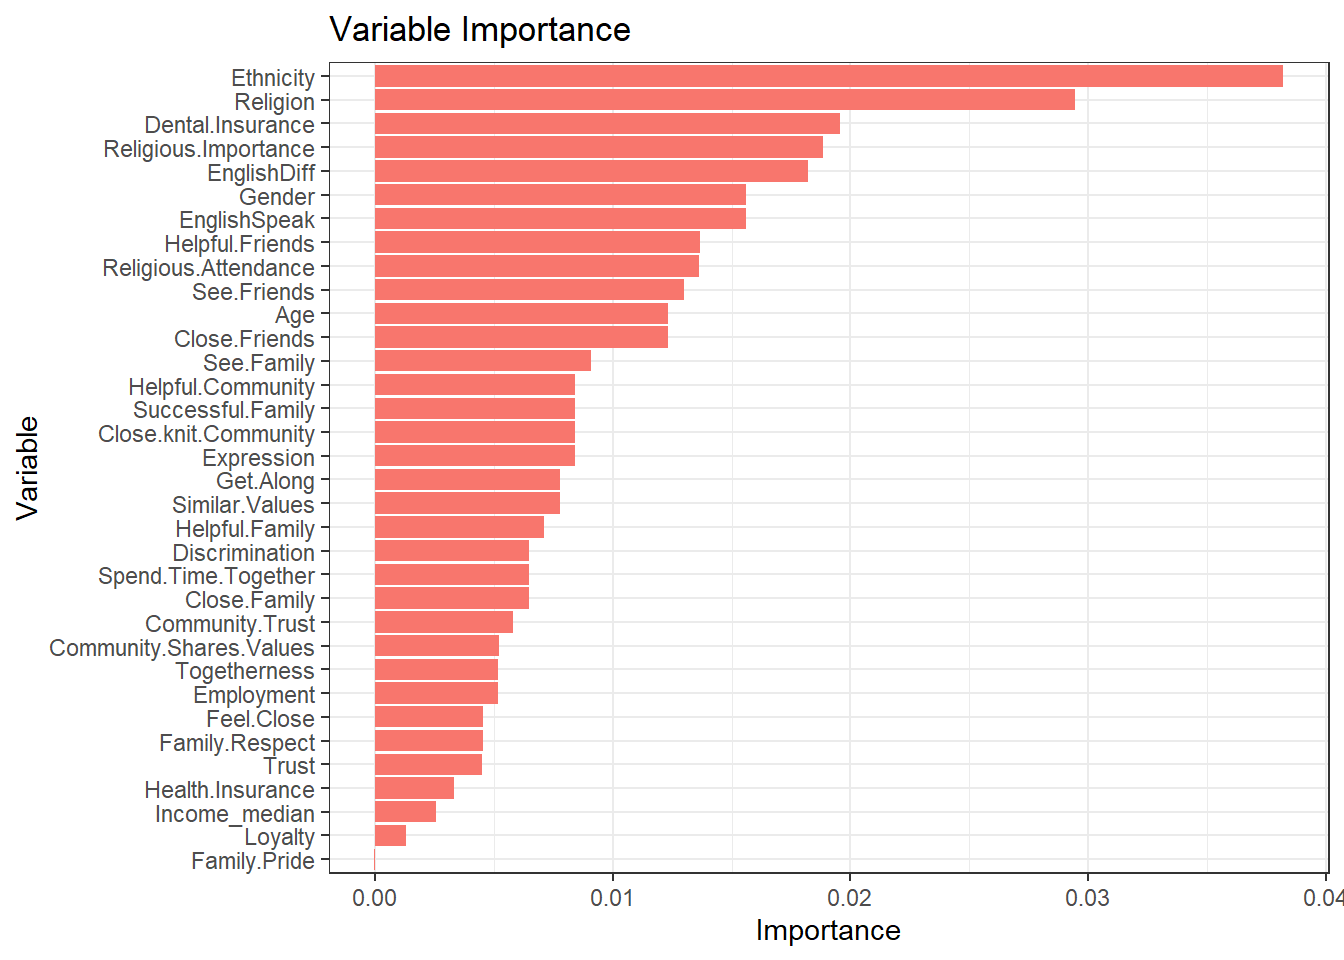 Variable Importance
Ethnicity
Religion
Dental.Insurance
Religious.Importance
EnglishDiff
Gender
EnglishSpeak
Helpful.Friends
Religious.Attendance
See.Friends
Age
Close.Friends
See.Family
Helpful.Community
Successful.Family
Close.knit.Community
Expression
Get.Along
Similar.Values
Helpful.Family
Discrimination
Spend.Time.Together
Close.Family
Community.Trust
Community.Shares.Values
Togetherness
Employment
Feel.Close
Family.Respect
Trust
Health.Insurance
Income_median
Loyalty
Family.Pride
Variable
0.00 0.01 0.02 0.03 0.04
Importance